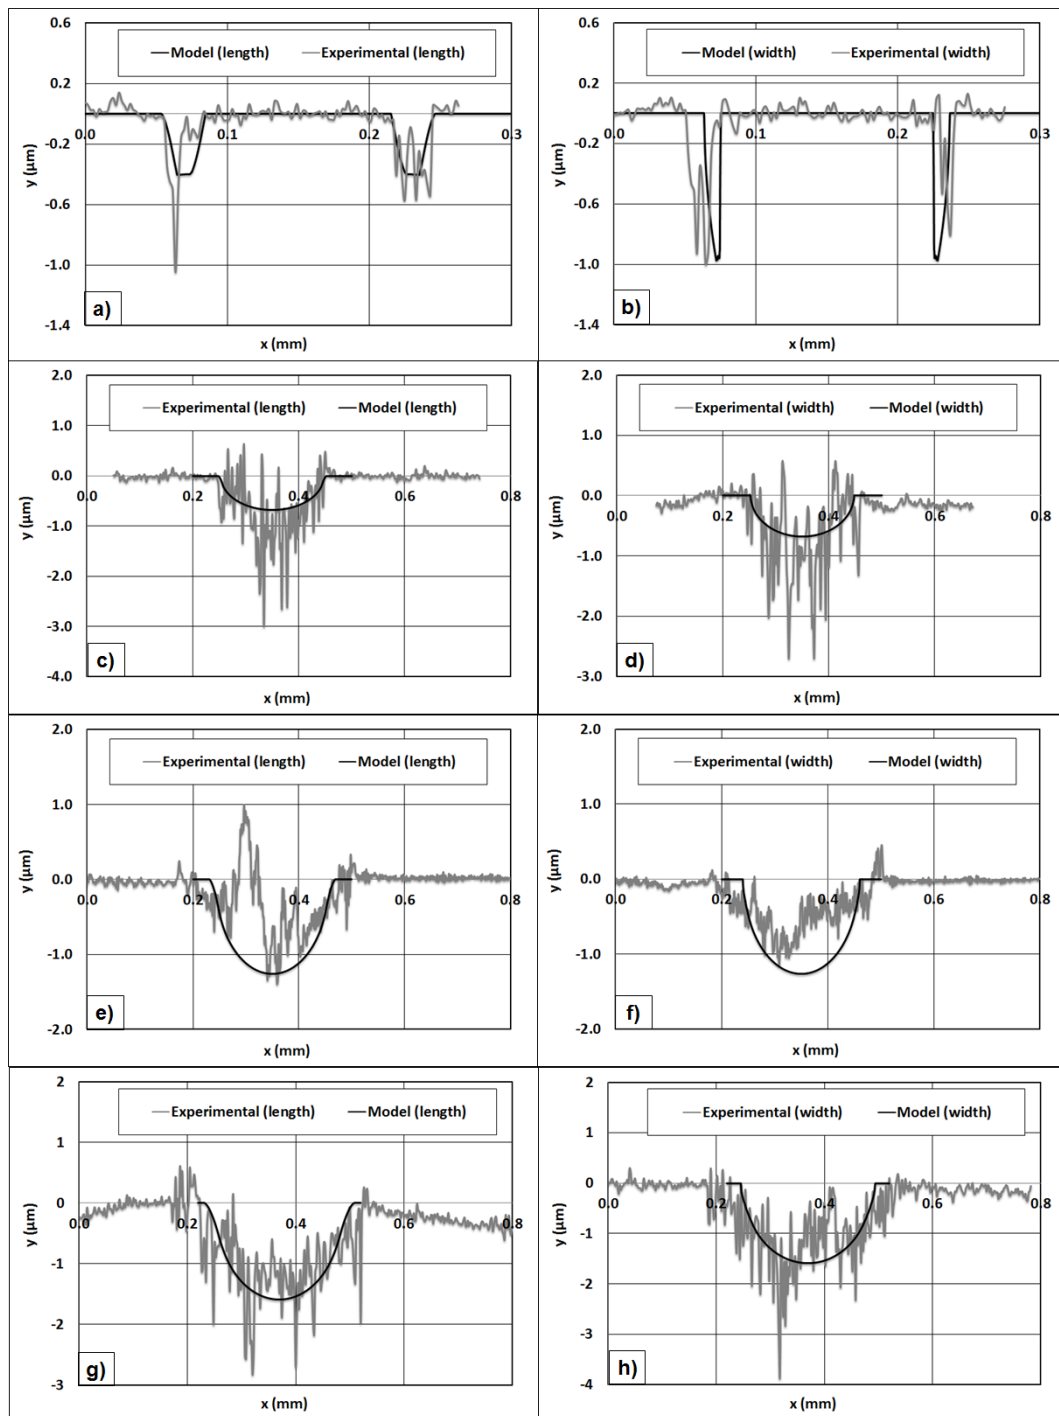 0.6
Model (length) Experimental (length)
0.2
0.0 0.1 0.2 0.3
-0.2
y (μm)
-0.6
-1.0
-1.4
a)
x (mm)
0.6
Model (width) Experimental (width)
0.2
0.0 0.1 0.2 0.3
-0.2
y (μm)
-0.6
-1.0
-1.4
b)
x (mm)
2.0
Experimental (length) Model (length)
1.0
0.0
0.0 0.2 0.4 0.6 0.8
y (μm)
-1.0
-2.0
-3.0
-4.0
c)
x (mm)
2.0
Experimental (width) Model (width)
1.0
0.0
0.0 0.2 0.4 0.6 0.8
y (μm)
-1.0
-2.0
-3.0
d)
x (mm)
2.0
Experimental (length) Model (length)
1.0
y (μm)
0.0
0.0 0.2 0.4 0.6 0.8
-1.0
-2.0
e)
x (mm)
2.0
Experimental (width) Model (width)
1.0
y (μm)
0.0
0.0 0.2 0.4 0.6 0.8
-1.0
-2.0
f)
x (mm)
2
Experimental (length) Model (length)
1
0
0.0 0.2 0.4 0.6 0.8
y (μm)
-1
-2
-3
g)
x (mm)
2
Experimental (width) Model (width)
1
0
0.0 0.2 0.4 0.6 0.8
y (μm)
-1
-2
-3
-4
h)
x (mm)